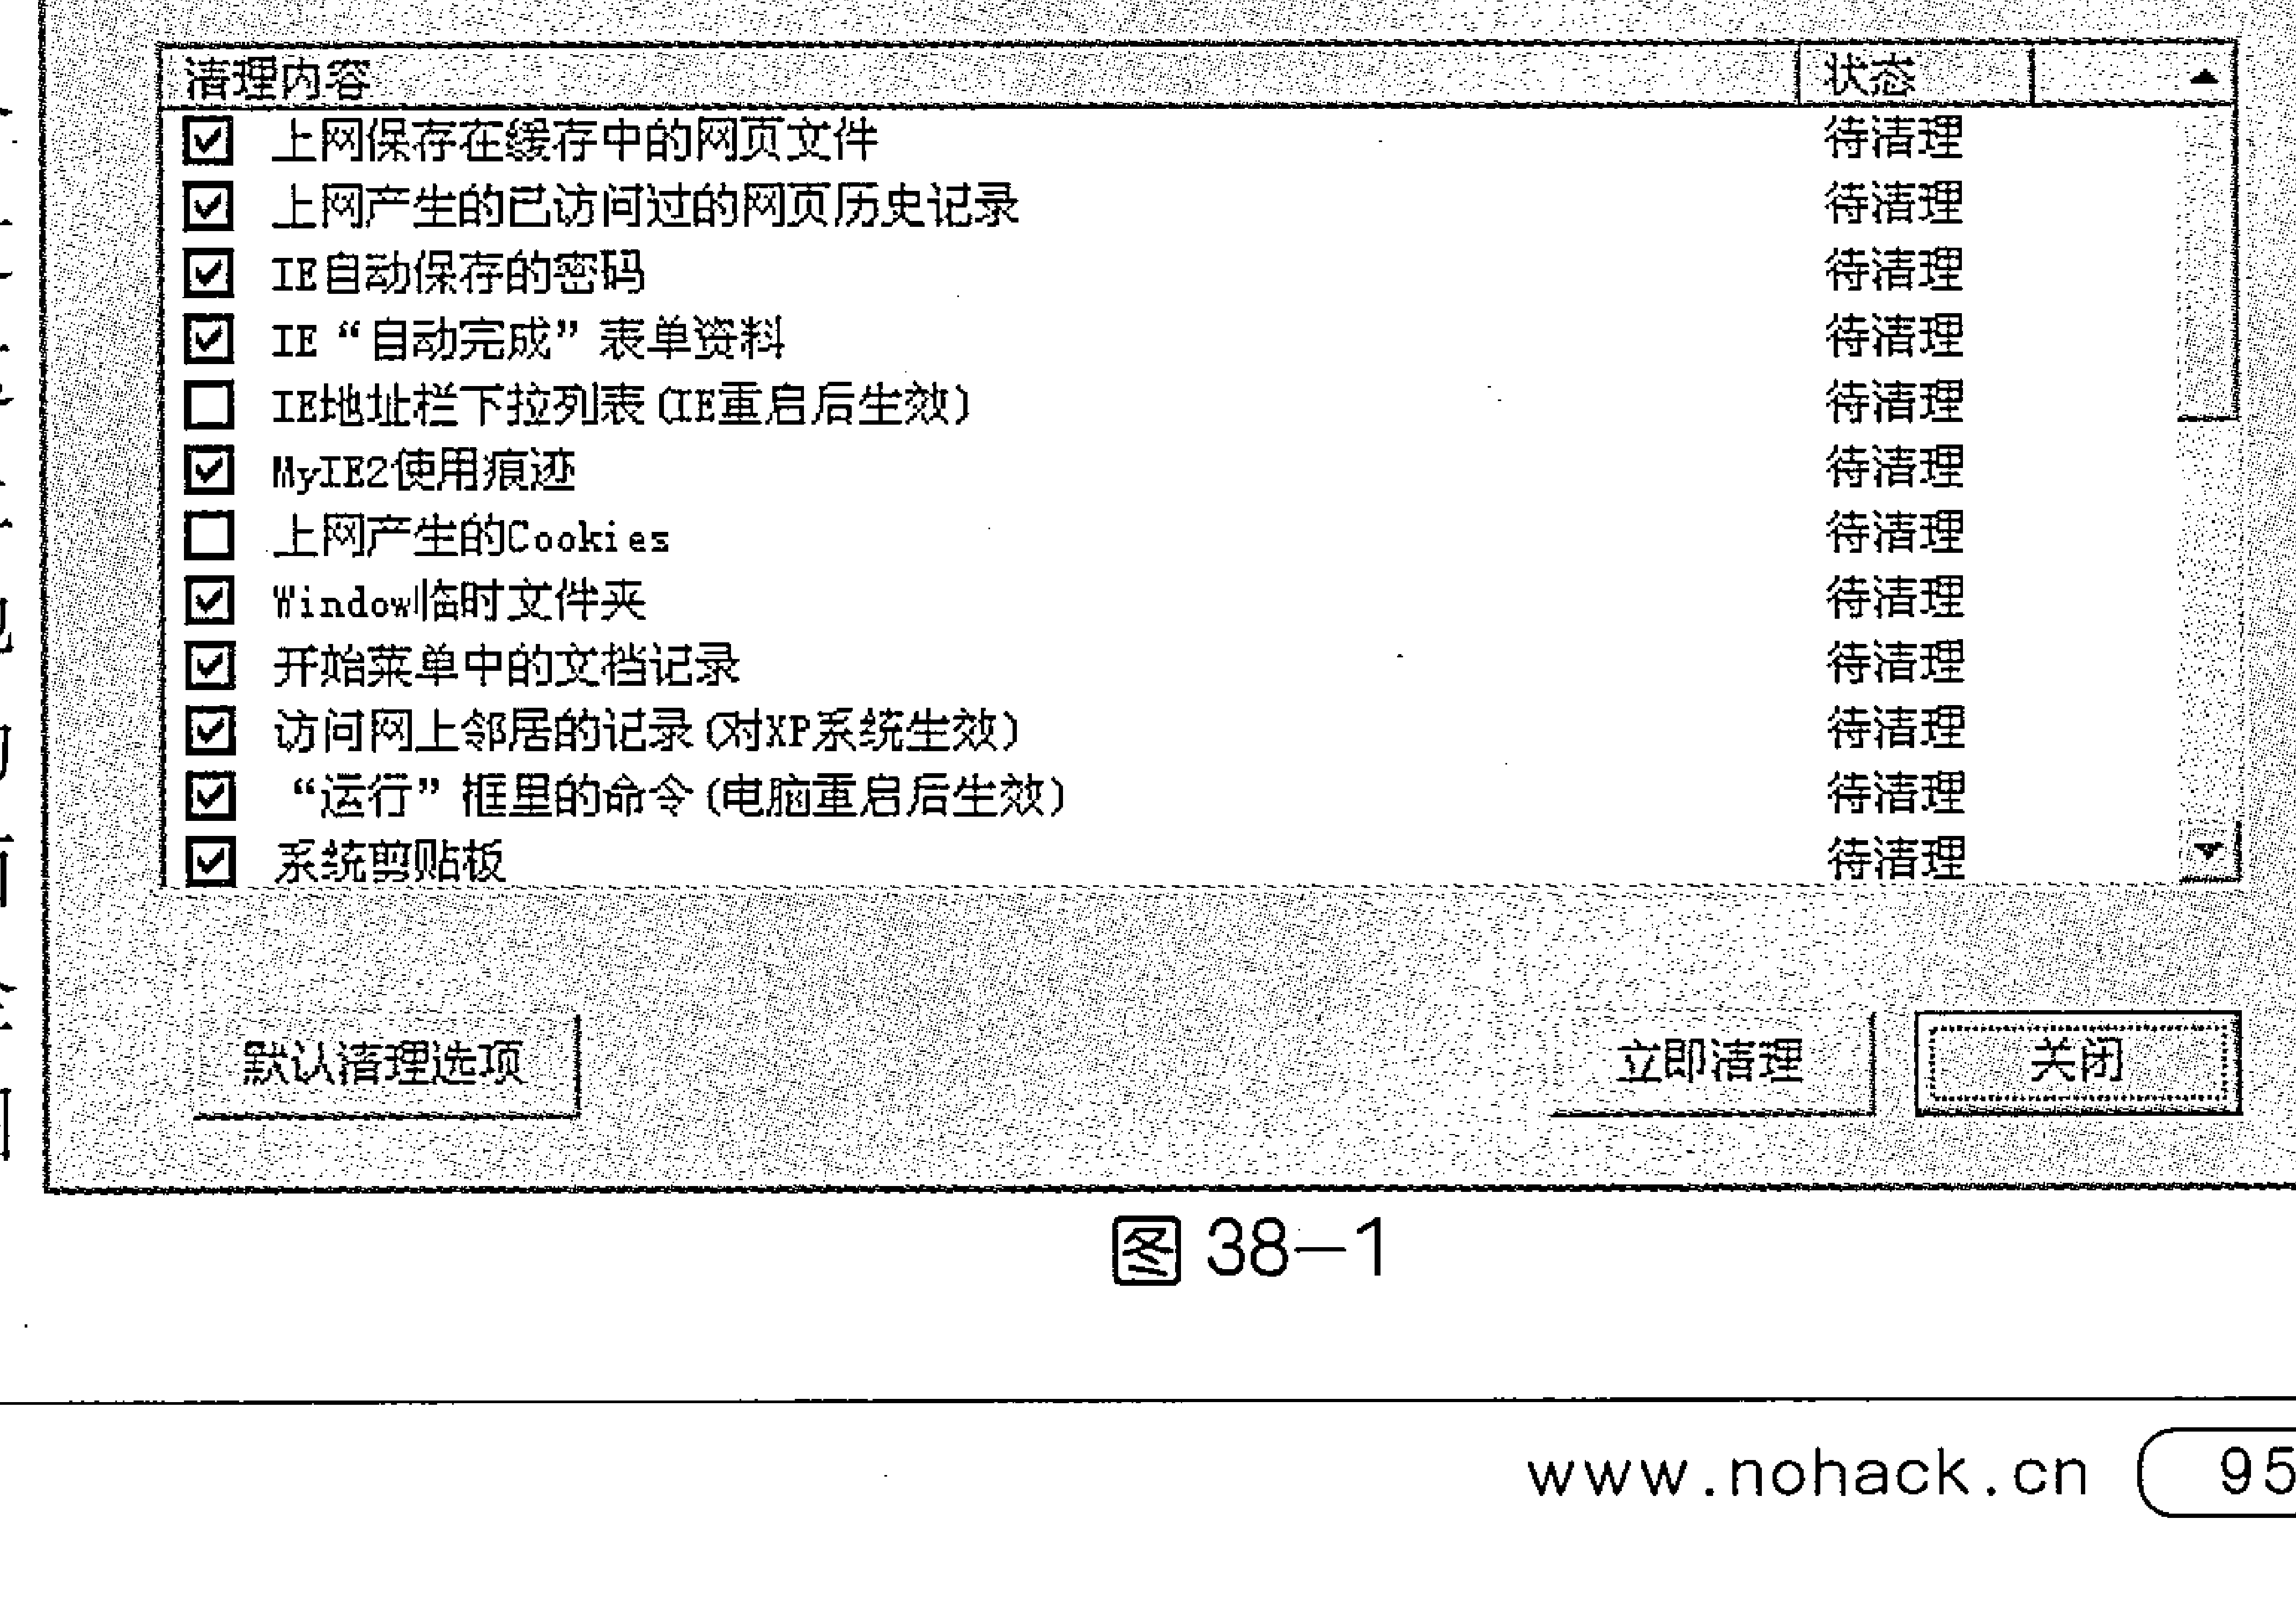 清理内容 状态
上网保存在缓存中的网页文件 待清理
上网产生的已访问过的网页历史记录 待清理
IE自动保存的密码 待清理
IE“自动完成”表单资料 待清理
IE地址栏下拉列表(IE重启后生效) 待清理
MyIE2使用痕迹 待清理
上网产生的Cookies 待清理
Window临时文件夹 待清理
开始菜单中的文档记录 待清理
访问网上邻居的记录(对XP系统生效) 待清理
“运行”框里的命令(电脑重启后生效) 待清理
系统剪贴板 待清理
默认清理选项 立即清理 关闭
图 38-1
www.nohack.cn 95